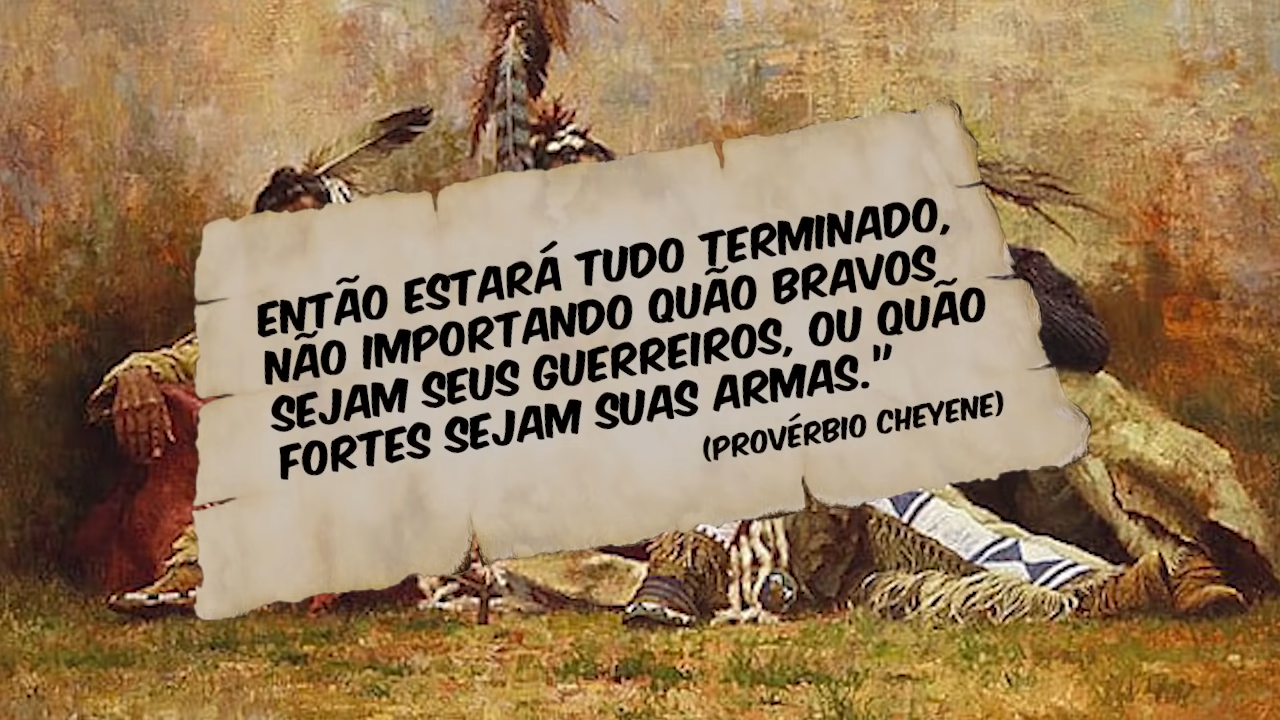 ENTÃO ESTARÁ TUDO TERMINADO,
NÃO IMPORTANDO QUÃO BRAVOS
SEJAM SEUS GUERREIROS, OU QUÃO
FORTES SEJAM SUAS ARMAS."
(PROVÉRBIO CHEYENE)